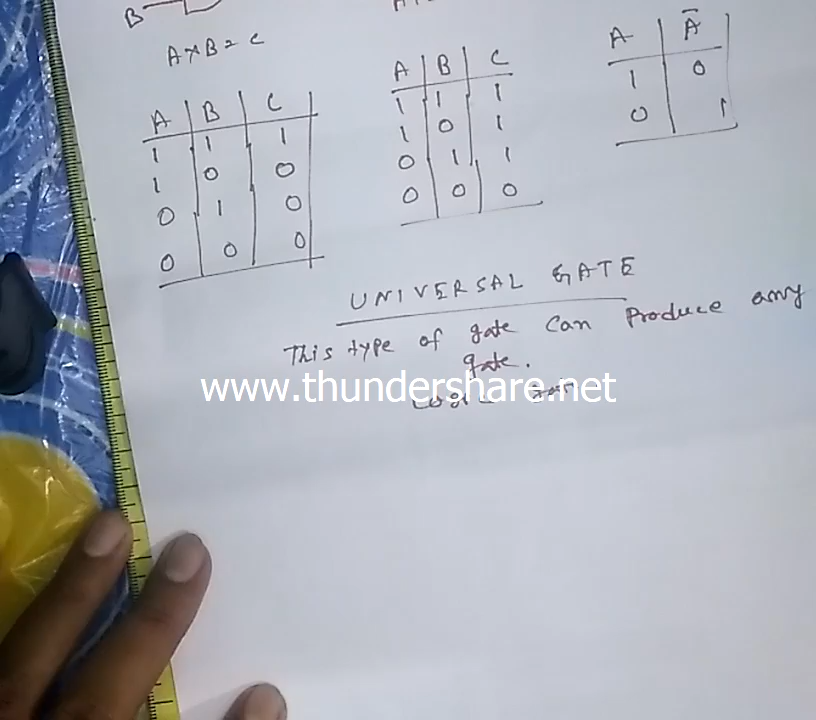 B
A × B = C
A B C
1 1 1
1 0 0
0 1 0
0 0 0
A B C
1 1 1
1 0 1
0 1 1
0 0 0
A Ā
1 0
0 1
UNIVERSAL GATE
This type of gate can Produce any
gate.
www.thundershare.net